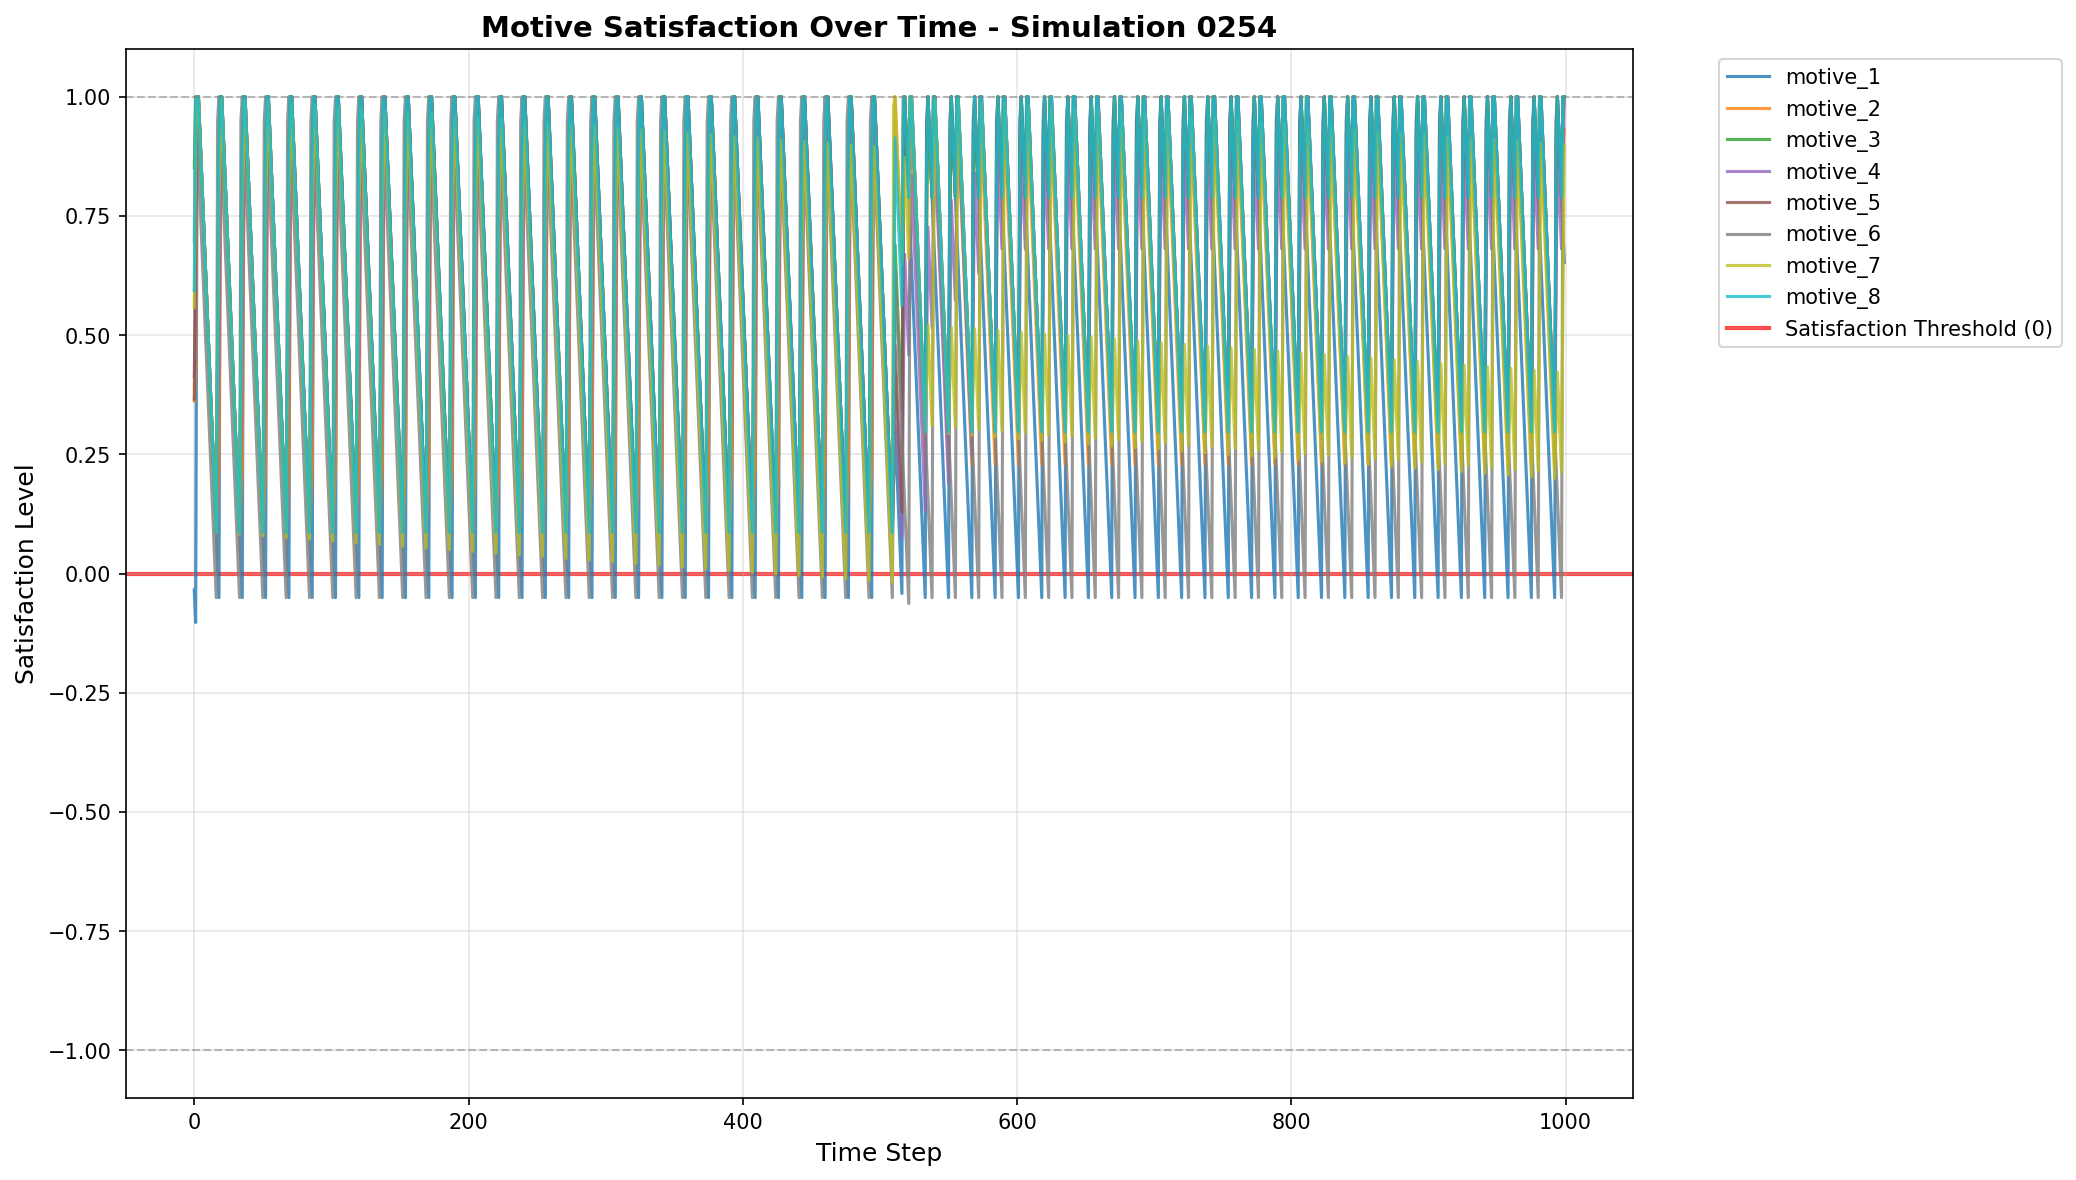 Motive Satisfaction Over Time - Simulation 0254
1.00
0.75
0.50
0.25
0.00
−0.25
−0.50
−0.75
−1.00
Satisfaction Level
0
200
400
600
800
1000
Time Step
motive_1
motive_2
motive_3
motive_4
motive_5
motive_6
motive_7
motive_8
Satisfaction Threshold (0)